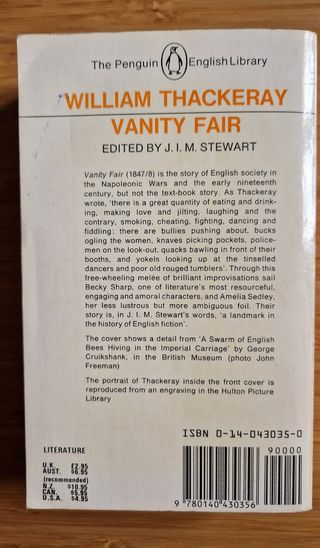 The Penguin English Library
WILLIAM THACKERAY
VANITY FAIR
EDITED BY J. I. M. STEWART
Vanity Fair (1847/8) is the story of English society in
the Napoleonic Wars and the early nineteenth
century, but not the text-book story. As Thackeray
wrote, 'there is a great quantity of eating and drink-
ing, making love and jilting, laughing and the
contrary, smoking, cheating, fighting, dancing and
fiddling: there are bullies pushing about, bucks
ogling the women, knaves picking pockets, police-
men on the look-out, quacks bawling in front of their
booths, and yokels looking up at the tinselled
dancers and poor old rouged tumblers'. Through this
free-wheeling melée of brilliant improvisations sail
Becky Sharp, one of literature's most resourceful,
engaging and amoral characters, and Amelia Sedley,
her less lustrous but more ambiguous foil. Their
story is, in J. I. M. Stewart's words, 'a landmark in
the history of English fiction'.
The cover shows a detail from 'A Swarm of English
Bees Hiving in the Imperial Carriage' by George
Cruikshank, in the British Museum (photo John
Freeman)
The portrait of Thackeray inside the front cover is
reproduced from an engraving in the Hulton Picture
Library
LITERATURE
U.K. £2.95
AUST. $6.95
(recommended)
N.Z. $10.95
CAN. $5.95
U.S.A. $4.95
ISBN 0-14-043035-0
90000
9 780140 430356